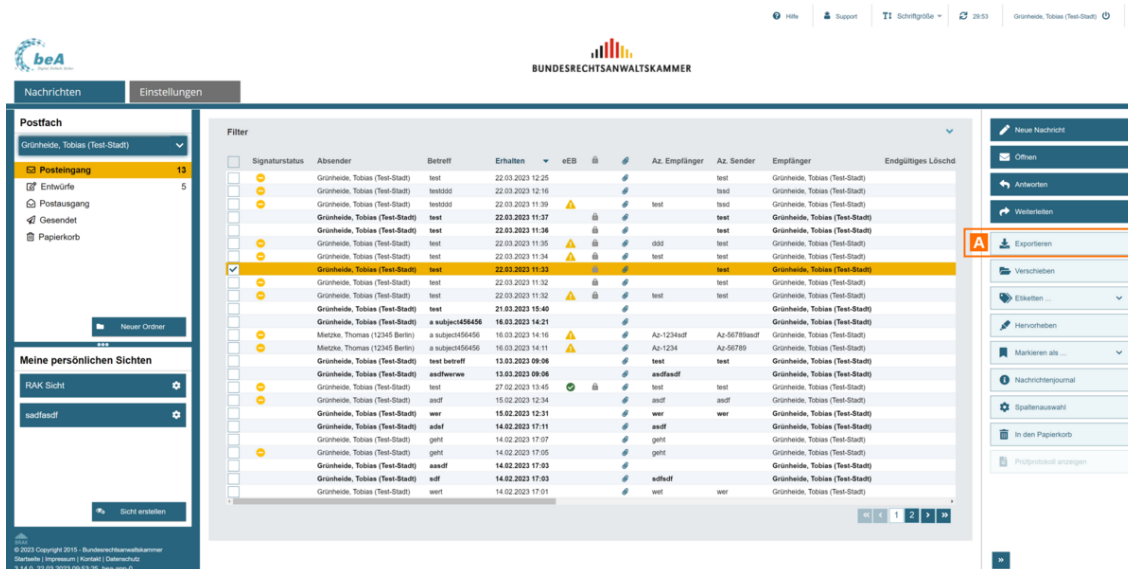 Hilfe Support Schriftgröße 29:53 Grünheide, Tobias (Test-Stadt)
beA
BUNDESRECHTSANWALTSKAMMER
Nachrichten Einstellungen
Postfach
Grünheide, Tobias (Test-Stadt)
Posteingang 13
Entwürfe 5
Postausgang
Gesendet
Papierkorb
Neuer Ordner
Meine persönlichen Sichten
RAK Sicht
sadfasdf
Sicht erstellen
BRAK
© 2023 Copyright 2015 - Bundesrechtsanwaltskammer
Startseite | Impressum | Kontakt | Datenschutz
Filter
Signaturstatus Absender Betreff Erhalten eEB Az. Empfänger Az. Sender Empfänger Endgültiges Löschd
Grünheide, Tobias (Test-Stadt) test 22.03.2023 12:25 test Grünheide, Tobias (Test-Stadt)
Grünheide, Tobias (Test-Stadt) testddd 22.03.2023 12:16 tssd Grünheide, Tobias (Test-Stadt)
Grünheide, Tobias (Test-Stadt) testddd 22.03.2023 11:39 test tssd Grünheide, Tobias (Test-Stadt)
Grünheide, Tobias (Test-Stadt) test 22.03.2023 11:37 test Grünheide, Tobias (Test-Stadt)
Grünheide, Tobias (Test-Stadt) test 22.03.2023 11:36 test Grünheide, Tobias (Test-Stadt)
Grünheide, Tobias (Test-Stadt) test 22.03.2023 11:35 ddd test Grünheide, Tobias (Test-Stadt)
Grünheide, Tobias (Test-Stadt) test 22.03.2023 11:34 test test Grünheide, Tobias (Test-Stadt)
Grünheide, Tobias (Test-Stadt) test 22.03.2023 11:33 test Grünheide, Tobias (Test-Stadt)
Grünheide, Tobias (Test-Stadt) test 22.03.2023 11:32 test Grünheide, Tobias (Test-Stadt)
Grünheide, Tobias (Test-Stadt) test 22.03.2023 11:32 test test Grünheide, Tobias (Test-Stadt)
Grünheide, Tobias (Test-Stadt) test 21.03.2023 15:40 Grünheide, Tobias (Test-Stadt)
Grünheide, Tobias (Test-Stadt) a subject456456 16.03.2023 14:21 Grünheide, Tobias (Test-Stadt)
Mietzke, Thomas (12345 Berlin) a subject456456 16.03.2023 14:16 Az-1234sdf Az-56789asdf Grünheide, Tobias (Test-Stadt)
Mietzke, Thomas (12345 Berlin) a subject456456 16.03.2023 14:11 Az-1234 Az-56789 Grünheide, Tobias (Test-Stadt)
Grünheide, Tobias (Test-Stadt) test betreff 13.03.2023 09:06 test test Grünheide, Tobias (Test-Stadt)
Grünheide, Tobias (Test-Stadt) asdfwerwe 13.03.2023 09:06 asdfasdf Grünheide, Tobias (Test-Stadt)
Grünheide, Tobias (Test-Stadt) test 27.02.2023 13:45 test test Grünheide, Tobias (Test-Stadt)
Grünheide, Tobias (Test-Stadt) asdf 15.02.2023 12:34 asdf asdf Grünheide, Tobias (Test-Stadt)
Grünheide, Tobias (Test-Stadt) wer 15.02.2023 12:31 wer wer Grünheide, Tobias (Test-Stadt)
Grünheide, Tobias (Test-Stadt) adsf 14.02.2023 17:11 asdf Grünheide, Tobias (Test-Stadt)
Grünheide, Tobias (Test-Stadt) geht 14.02.2023 17:07 geht Grünheide, Tobias (Test-Stadt)
Grünheide, Tobias (Test-Stadt) geht 14.02.2023 17:05 geht Grünheide, Tobias (Test-Stadt)
Grünheide, Tobias (Test-Stadt) aasdf 14.02.2023 17:03 Grünheide, Tobias (Test-Stadt)
Grünheide, Tobias (Test-Stadt) sdf 14.02.2023 17:03 sdfsdf Grünheide, Tobias (Test-Stadt)
Grünheide, Tobias (Test-Stadt) wert 14.02.2023 17:01 wet wer Grünheide, Tobias (Test-Stadt)
1 2
Neue Nachricht
Öffnen
Antworten
Weiterleiten
A Exportieren
Verschieben
Etiketten ...
Hervorheben
Markieren als ...
Nachrichtenjournal
Spaltenauswahl
In den Papierkorb
Prüfprotokoll anzeigen